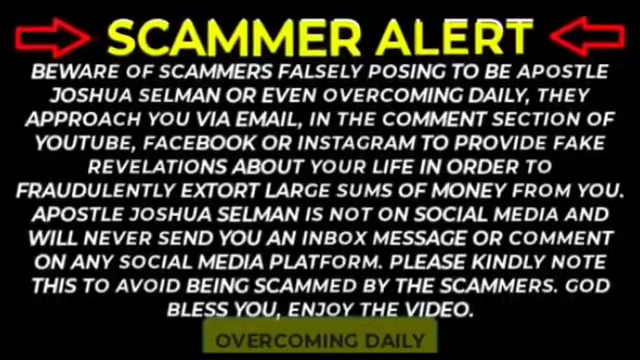 SCAMMER ALERT
BEWARE OF SCAMMERS FALSELY POSING TO BE APOSTLE
JOSHUA SELMAN OR EVEN OVERCOMING DAILY, THEY
APPROACH YOU VIA EMAIL, IN THE COMMENT SECTION OF
YOUTUBE, FACEBOOK OR INSTAGRAM TO PROVIDE FAKE
REVELATIONS ABOUT YOUR LIFE IN ORDER TO
FRAUDULENTLY EXTORT LARGE SUMS OF MONEY FROM YOU.
APOSTLE JOSHUA SELMAN IS NOT ON SOCIAL MEDIA AND
WILL NEVER SEND YOU AN INBOX MESSAGE OR COMMENT
ON ANY SOCIAL MEDIA PLATFORM. PLEASE KINDLY NOTE
THIS TO AVOID BEING SCAMMED BY THE SCAMMERS. GOD
BLESS YOU, ENJOY THE VIDEO.
OVERCOMING DAILY